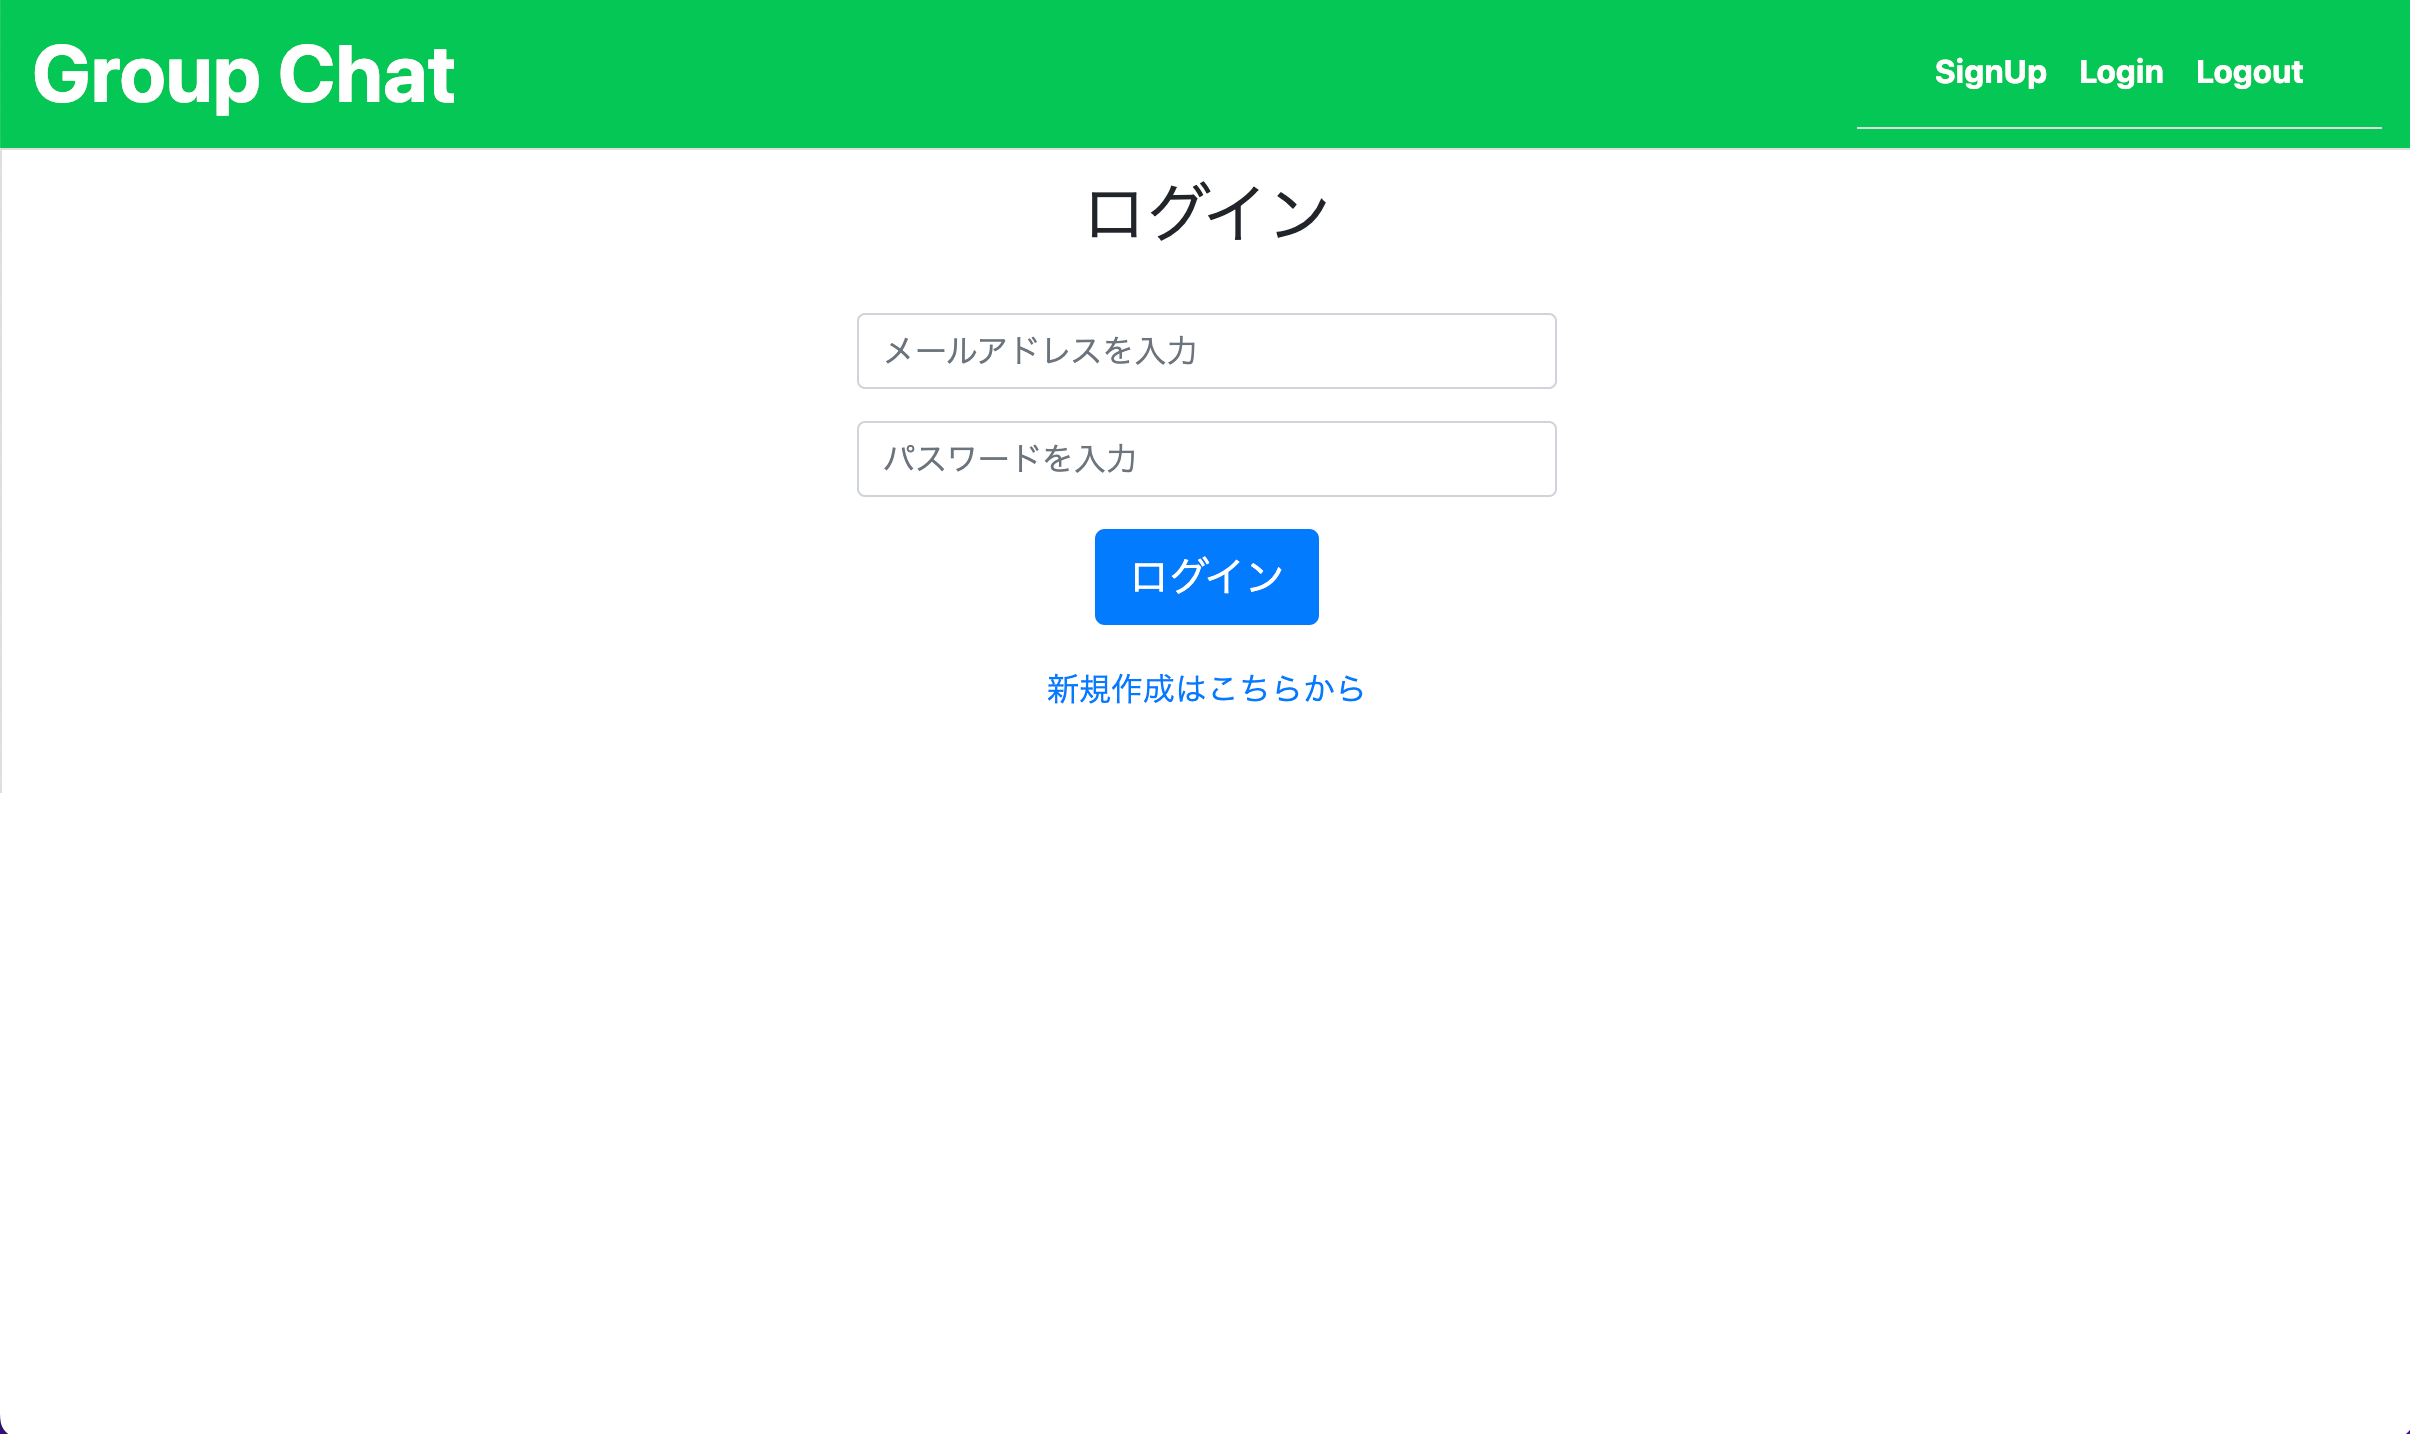 Group Chat
SignUp Login Logout
ログイン
メールアドレスを入力
パスワードを入力
ログイン
新規作成はこちらから